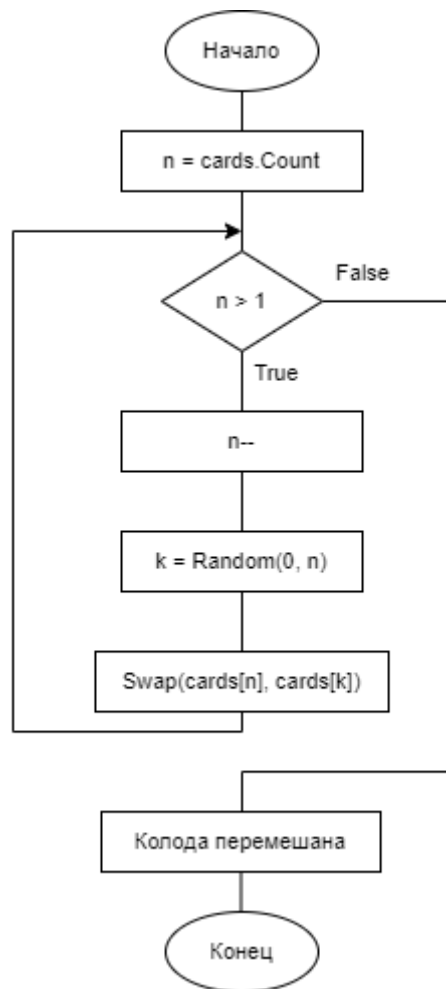 Начало
n = cards.Count
n > 1
False
True
n--
k = Random(0, n)
Swap(cards[n], cards[k])
Колода перемешана
Конец